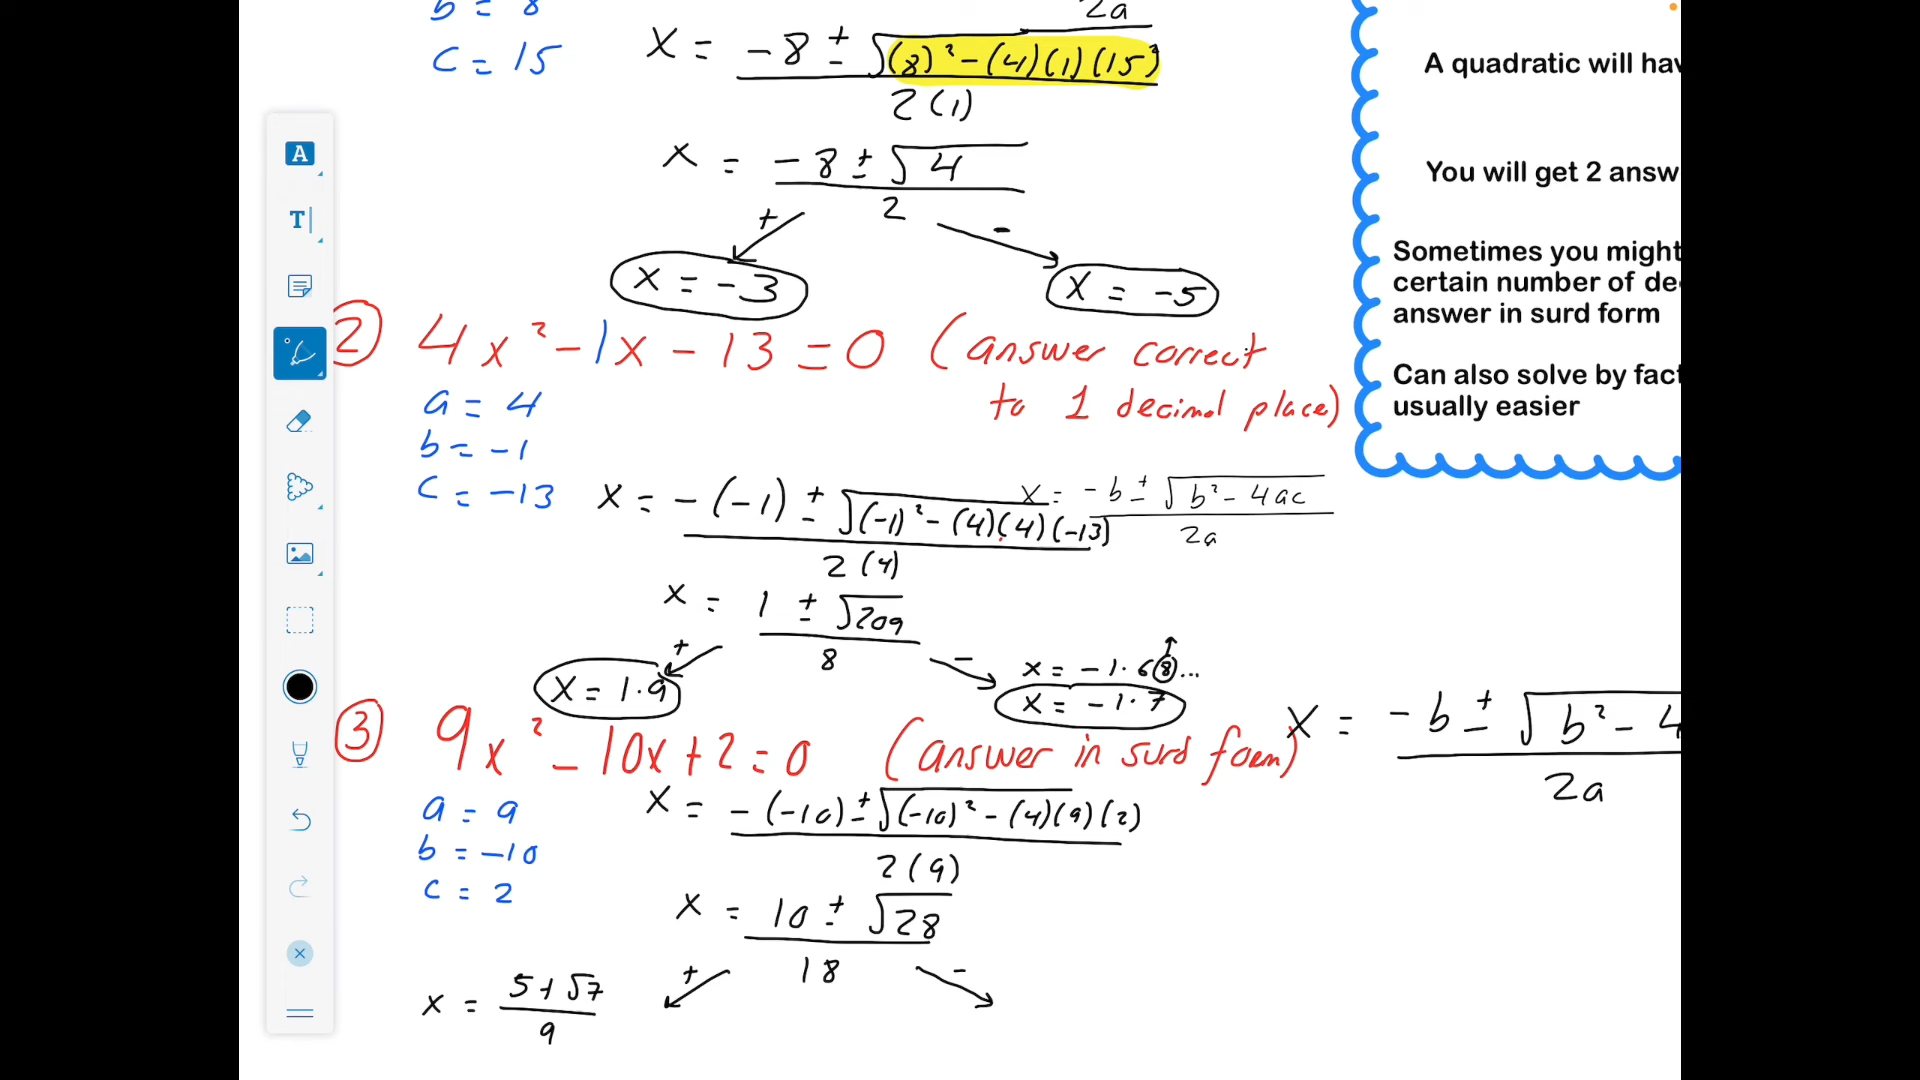 b = 8
2a
c = 15
x = -8 ± √(8)² - (4)(1)(15)
2(1)
x = -8 ± √4
2
+
-
x = -3
x = -5
A quadratic will hav
You will get 2 answ
Sometimes you might
certain number of de
answer in surd form
Can also solve by fact
usually easier
② 4x² - 1x - 13 = 0 (answer correct
to 1 decimal place)
a = 4
b = -1
c = -13
x = -(-1) ± √(-1)² - (4)(4)(-13)
2(4)
x = -b ± √b² - 4ac
2a
x = 1 ± √209
8
+
-
x = 1.9
x = -1.68...
x = -1.7
③ 9x² - 10x + 2 = 0 (answer in surd form)
x = -b ± √b² - 4
2a
a = 9
b = -10
c = 2
x = -(-10) ± √(-10)² - (4)(9)(2)
2(9)
x = 10 ± √28
18
+
-
x = 5+√7
9
A
T